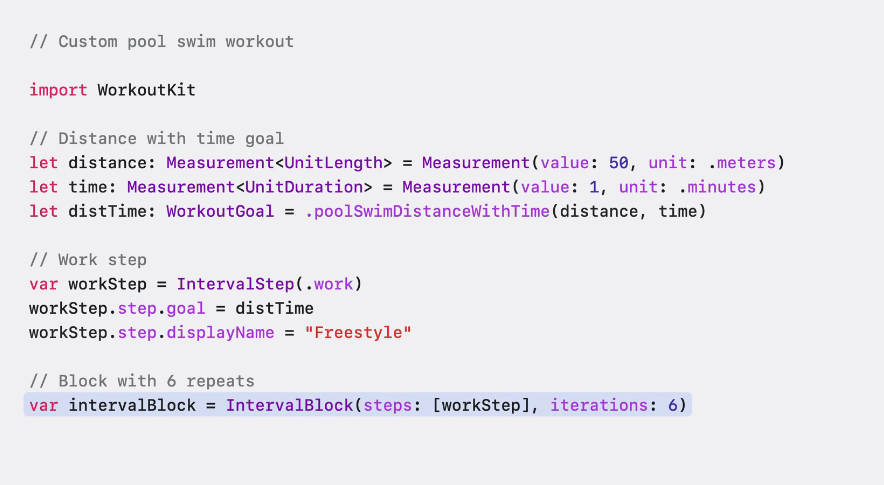 // Custom pool swim workout
import WorkoutKit
// Distance with time goal
let distance: Measurement<UnitLength> = Measurement(value: 50, unit: .meters)
let time: Measurement<UnitDuration> = Measurement(value: 1, unit: .minutes)
let distTime: WorkoutGoal = .poolSwimDistanceWithTime(distance, time)
// Work step
var workStep = IntervalStep(.work)
workStep.step.goal = distTime
workStep.step.displayName = "Freestyle"
// Block with 6 repeats
var intervalBlock = IntervalBlock(steps: [workStep], iterations: 6)